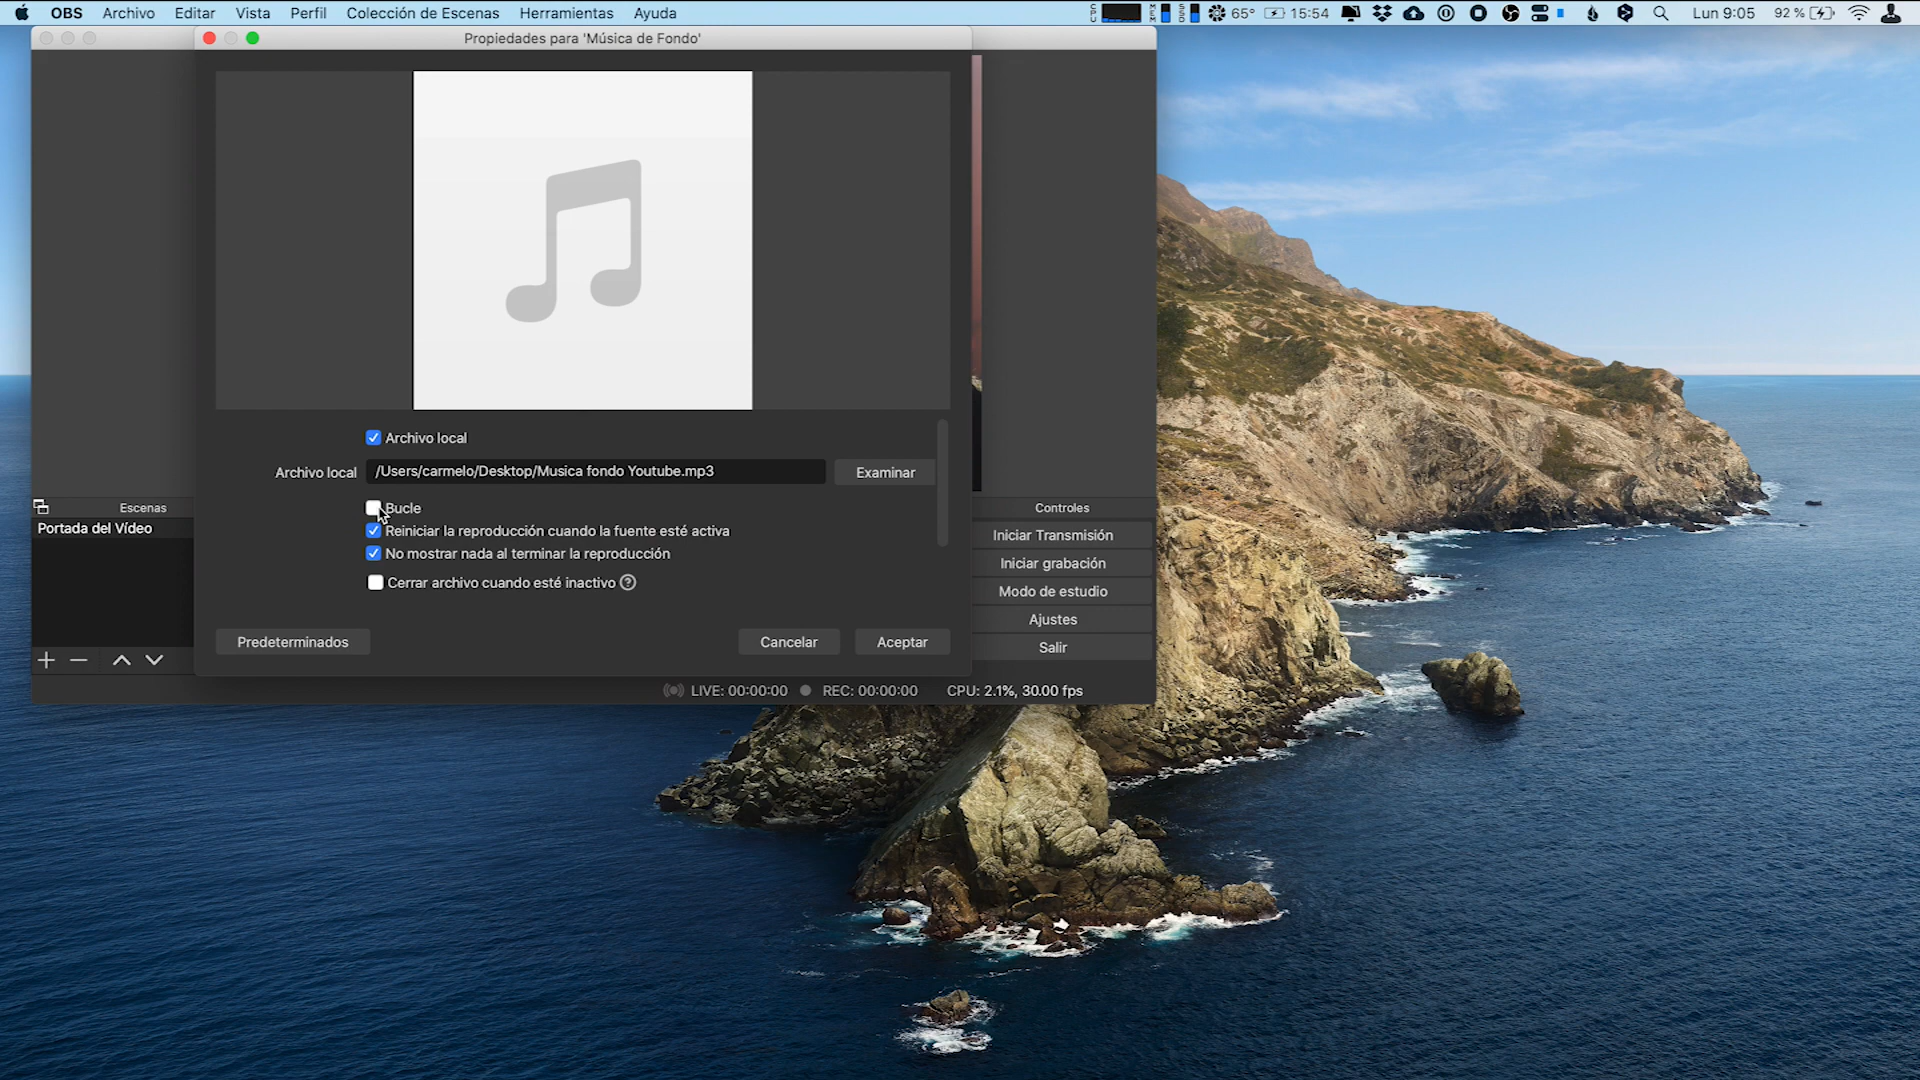 OBS Archivo Editar Vista Perfil Colección de Escenas Herramientas Ayuda
CPU MEM SSD 65° 15:54 Lun 9:05 92 %
Propiedades para 'Música de Fondo'
Archivo local
Archivo local /Users/carmelo/Desktop/Musica fondo Youtube.mp3 Examinar
Bucle
Reiniciar la reproducción cuando la fuente esté activa
No mostrar nada al terminar la reproducción
Cerrar archivo cuando esté inactivo ?
Predeterminados Cancelar Aceptar
Escenas
Portada del Vídeo
Controles
Iniciar Transmisión
Iniciar grabación
Modo de estudio
Ajustes
Salir
LIVE: 00:00:00 REC: 00:00:00 CPU: 2.1%, 30.00 fps